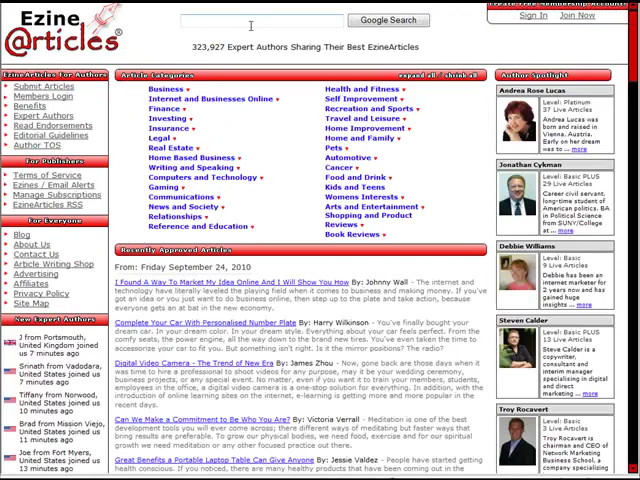 Ezine
@rticles®
Google Search
Create Free Membership Accounts
Sign In Join Now
323,927 Expert Authors Sharing Their Best EzineArticles
EzineArticles For Authors
Submit Articles
Members Login
Benefits
Expert Authors
Read Endorsements
Editorial Guidelines
Author TOS
For Publishers
Terms of Service
Ezines / Email Alerts
Manage Subscriptions
EzineArticles RSS
For Everyone
Blog
About Us
Contact Us
Article Writing Shop
Advertising
Affiliates
Privacy Policy
Site Map
New Expert Authors
J from Portsmouth,
United Kingdom joined us
7 minutes ago
Srinath from Vadodara,
United States joined us
7 minutes ago
Tiffany from Norwood,
United States joined us
10 minutes ago
Brad from Mission Viejo,
United States joined us
11 minutes ago
Joe from Fort Myers,
United States joined us
13 minutes ago
Article Categories expand all / shrink all
Business
Internet and Businesses Online
Finance
Investing
Insurance
Legal
Real Estate
Home Based Business
Writing and Speaking
Computers and Technology
Gaming
Communications
News and Society
Relationships
Reference and Education
Health and Fitness
Self Improvement
Recreation and Sports
Travel and Leisure
Home Improvement
Home and Family
Pets
Automotive
Cancer
Food and Drink
Kids and Teens
Womens Interests
Arts and Entertainment
Shopping and Product
Reviews
Book Reviews
Recently Approved Articles
From: Friday September 24, 2010
I Found A Way To Market My Idea Online And I Will Show You How By: Johnny Wall - The internet and
technology have literally leveled the playing field when it comes to business and making money. If you've
got an idea or you just want to do business online, then step up to the plate and take action, because
everyone gets an at bat in the new economy.
Complete Your Car With Personalised Number Plate By: Harry Wilkinson - You've finally bought your
dream car. In your dream color. In your dream style. Everything about your car feels perfect. From the
comfy seats, the power engine, all the way down to the brand new rims. You've even taken the time to
accessorize your car to fit you. But something isn't right. Is it the mirror positions? The radio?
Digital Video Camera - The Trend of New Era By: James Zhou - Now, gone back are those days when
it was time to hire a professional to shoot videos for any purpose, may it be your wedding ceremony,
business projects, or any special event. No matter, even if you want it to train your members, students,
employees in the office, a digital video camera is a one-stop solution for everything. In addition, with the
introduction of online learning sites on the internet, e-learning is getting more and more popular in the
recent days.
Can We Make a Commitment to Be Who You Are? By: Victoria Verrall - Meditation is one of the best
development tools you will ever come across; there are different ways of meditating but faster ways that
bring results are preferable. To grow our physical bodies, we need food, exercise and for our spiritual
growth we need meditation or any other focused practice out there.
Great Benefits a Portable Laptop Table Can Give Anyone By: Jessie Valdez - People have started getting
health conscious. If you noticed, there are many healthy products that have been coming out in the
Author Spotlight
Andrea Rose Lucas
Level: Platinum
37 Live Articles
Andrea Lucas was
born and raised in
Vienna, Austria.
Early on her dream
was to ... more
Jonathan Cykman
Level: Basic PLUS
29 Live Articles
Career civil servant,
long-time student of
American politics. BA
in Political Science
from SUNY/College
at ... more
Debbie Williams
Level: Basic
9 Live Articles
Debbie has been an
internet marketer for
2 years now and has
gained huge
insights ... more
Steven Calder
Level: Basic PLUS
13 Live Articles
Steve Calder is a
copywriter,
consultant and
internet manager
specialising in digital
and direct
marketing ... more
Troy Rocavert
Level: Basic
3 Live Articles
Troy Rocavert is
chairman and CEO of
Network Marketing
Business School, a
company specializing